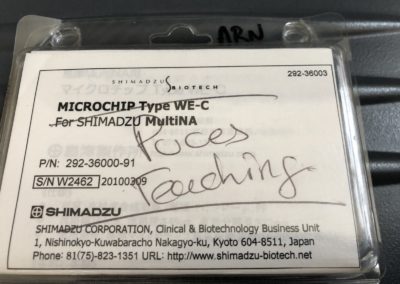 ARN
SHIMADZU BIOTECH
292-36003
MICROCHIP Type WE-C
For SHIMADZU MultiNA
Puces
P/N: 292-36000-91
Teaching
S/N W2462 20100309
SHIMADZU
SHIMADZU CORPORATION, Clinical & Biotechnology Business Unit
1, Nishinokyo-Kuwabaracho Nakagyo-ku, Kyoto 604-8511, Japan
Phone: 81(75)-823-1351 URL: http://www.shimadzu-biotech.net